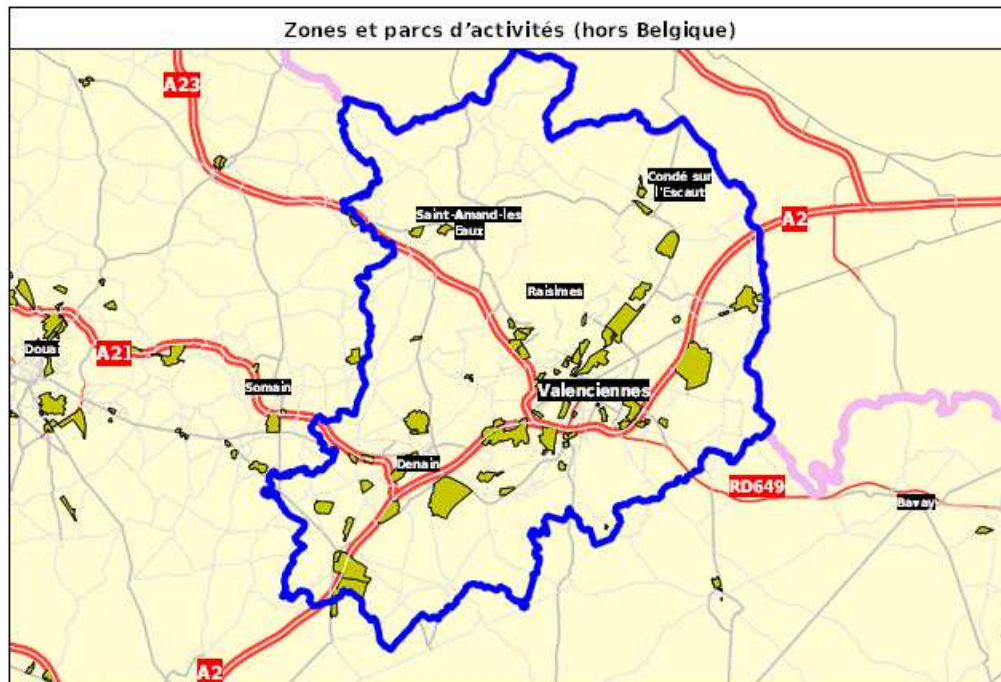 Zones et parcs d'activités (hors Belgique)
A23
Condé sur
l'Escaut
Saint-Amand-les
Eaux
A2
Raismes
Douai
A21
Somain
Valenciennes
Denain
RD649
Bavay
A2